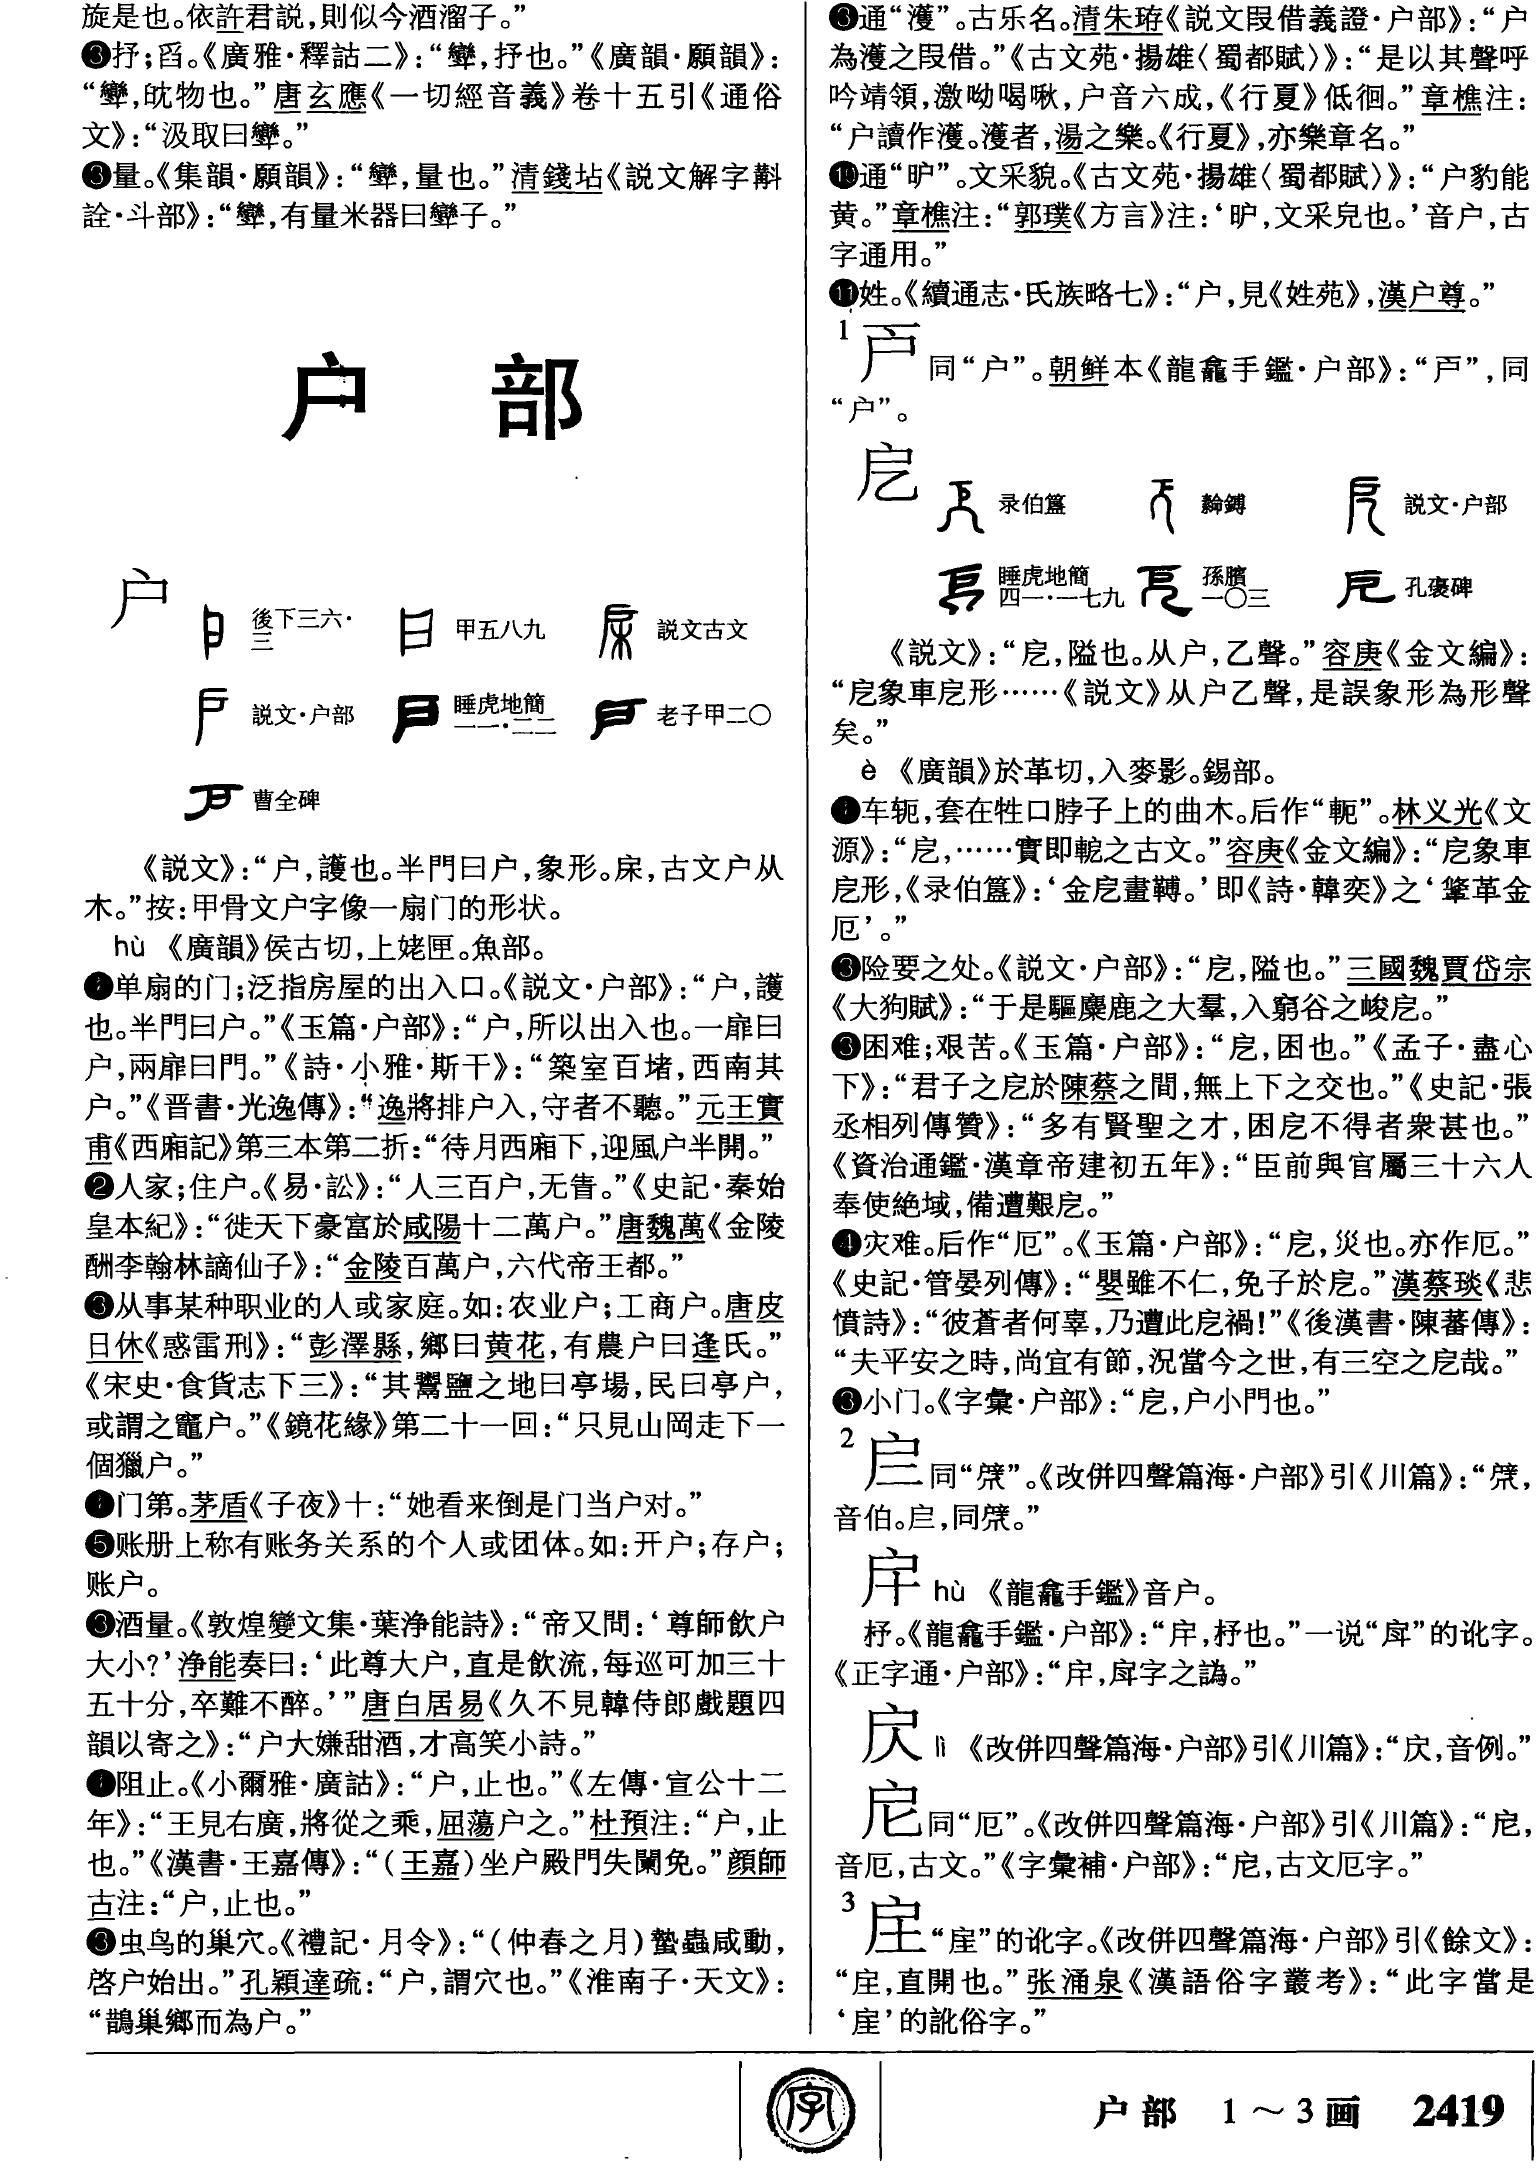 旋是也。依許君説，則似今酒溜子。”
❸抒；舀。《廣雅·釋詁二》：“㪻，抒也。”《廣韻·願韻》：
“㪻，㧒物也。”唐玄應《一切經音義》卷十五引《通俗
文》：“汲取曰㪻。”
❸量。《集韻·願韻》：“㪻，量也。”清錢坫《説文解字斠
詮·斗部》：“㪻，有量米器曰㪻子。”
户 部
户
後下三六·三 甲五八九 説文古文
説文·户部 睡虎地簡一一·二二 老子甲二〇
曹全碑
《説文》：“户，護也。半門曰户，象形。㦿，古文户从
木。”按：甲骨文户字像一扇门的形状。
hù 《廣韻》侯古切，上姥匣。魚部。
❶单扇的门；泛指房屋的出入口。《説文·户部》：“户，護
也。半門曰户。”《玉篇·户部》：“户，所以出入也。一扉曰
户，兩扉曰門。”《詩·小雅·斯干》：“築室百堵，西南其
户。”《晋書·光逸傳》：“逸將排户入，守者不聽。”元王實
甫《西廂記》第三本第二折：“待月西廂下，迎風户半開。”
❷人家；住户。《易·訟》：“人三百户，无眚。”《史記·秦始
皇本紀》：“徙天下豪富於咸陽十二萬户。”唐魏萬《金陵
酬李翰林謫仙子》：“金陵百萬户，六代帝王都。”
❸从事某种职业的人或家庭。如：农业户；工商户。唐皮
日休《惑雷刑》：“彭澤縣，鄉曰黄花，有農户曰逢氏。”
《宋史·食貨志下三》：“其鬻鹽之地曰亭場，民曰亭户，
或謂之竈户。”《鏡花緣》第二十一回：“只見山岡走下一
個獵户。”
❹门第。茅盾《子夜》十：“她看来倒是门当户对。”
❺账册上称有账务关系的个人或团体。如：开户；存户；
账户。
❻酒量。《敦煌變文集·葉浄能詩》：“帝又問：‘尊師飲户
大小？’浄能奏曰：‘此尊大户，直是飲流，每巡可加三十
五十分，卒難不醉。’”唐白居易《久不見韓侍郎戲題四
韻以寄之》：“户大嫌甜酒，才高笑小詩。”
❼阻止。《小爾雅·廣詁》：“户，止也。”《左傳·宣公十二
年》：“王見右廣，將從之乘，屈蕩户之。”杜預注：“户，止
也。”《漢書·王嘉傳》：“（王嘉）坐户殿門失闌免。”顔師
古注：“户，止也。”
❽虫鸟的巢穴。《禮記·月令》：“（仲春之月）蟄蟲咸動，
啓户始出。”孔穎達疏：“户，謂穴也。”《淮南子·天文》：
“鵲巢鄉而為户。”
❾通“濩”。古乐名。清朱珔《説文叚借義證·户部》：“户
為濩之叚借。”《古文苑·揚雄〈蜀都賦〉》：“是以其聲呼
吟靖領，激呦喝啾，户音六成，《行夏》低徊。”章樵注：
“户讀作濩。濩者，湯之樂。《行夏》，亦樂章名。”
❿通“昈”。文采貌。《古文苑·揚雄〈蜀都賦〉》：“户豹能
黄。”章樵注：“郭璞《方言》注：‘昈，文采皃也。’音户，古
字通用。”
⓫姓。《續通志·氏族略七》：“户，見《姓苑》，漢户尊。”
1 戸 同“户”。朝鲜本《龍龕手鑑·户部》：“戸”，同
“户”。
戹
录伯簋 𦅫鎛 説文·户部
睡虎地簡四一·一七九 孫臏一〇三 孔褒碑
《説文》：“戹，隘也。从户，乙聲。”容庚《金文編》：
“戹象車戹形……《説文》从户乙聲，是誤象形為形聲
矣。”
è 《廣韻》於革切，入麥影。錫部。
❶车轭，套在牲口脖子上的曲木。后作“軛”。林义光《文
源》：“戹，……實即軶之古文。”容庚《金文編》：“戹象車
戹形，《录伯簋》：‘金戹畫䡔。’即《詩·韓奕》之‘鞗革金
厄’。”
❷险要之处。《説文·户部》：“戹，隘也。”三國魏賈岱宗
《大狗賦》：“于是驅麋鹿之大羣，入窮谷之峻戹。”
❸困难；艰苦。《玉篇·户部》：“戹，困也。”《孟子·盡心
下》：“君子之戹於陳蔡之間，無上下之交也。”《史記·張
丞相列傳贊》：“多有賢聖之才，困戹不得者衆甚也。”
《資治通鑑·漢章帝建初五年》：“臣前與官屬三十六人
奉使絶域，備遭艱戹。”
❹灾难。后作“厄”。《玉篇·户部》：“戹，災也。亦作厄。”
《史記·管晏列傳》：“嬰雖不仁，免子於戹。”漢蔡琰《悲
憤詩》：“彼蒼者何辜，乃遭此戹禍！”《後漢書·陳蕃傳》：
“夫平安之時，尚宜有節，況當今之世，有三空之戹哉。”
❺小门。《字彙·户部》：“戹，户小門也。”
2 同“”。《改併四聲篇海·户部》引《川篇》：“，
音伯。，同。”
hù 《龍龕手鑑》音户。
杼。《龍龕手鑑·户部》：“，杼也。”一说“戽”的讹字。
《正字通·户部》：“，戽字之譌。”
戻 lì 《改併四聲篇海·户部》引《川篇》：“，音例。”
同“厄”。《改併四聲篇海·户部》引《川篇》：“，
音厄，古文。”《字彙補·户部》：“，古文厄字。”
3 “”的讹字。《改併四聲篇海·户部》引《餘文》：
“，直開也。”张涌泉《漢語俗字叢考》：“此字當是
‘’的訛俗字。”
字
户部 1～3画 2419